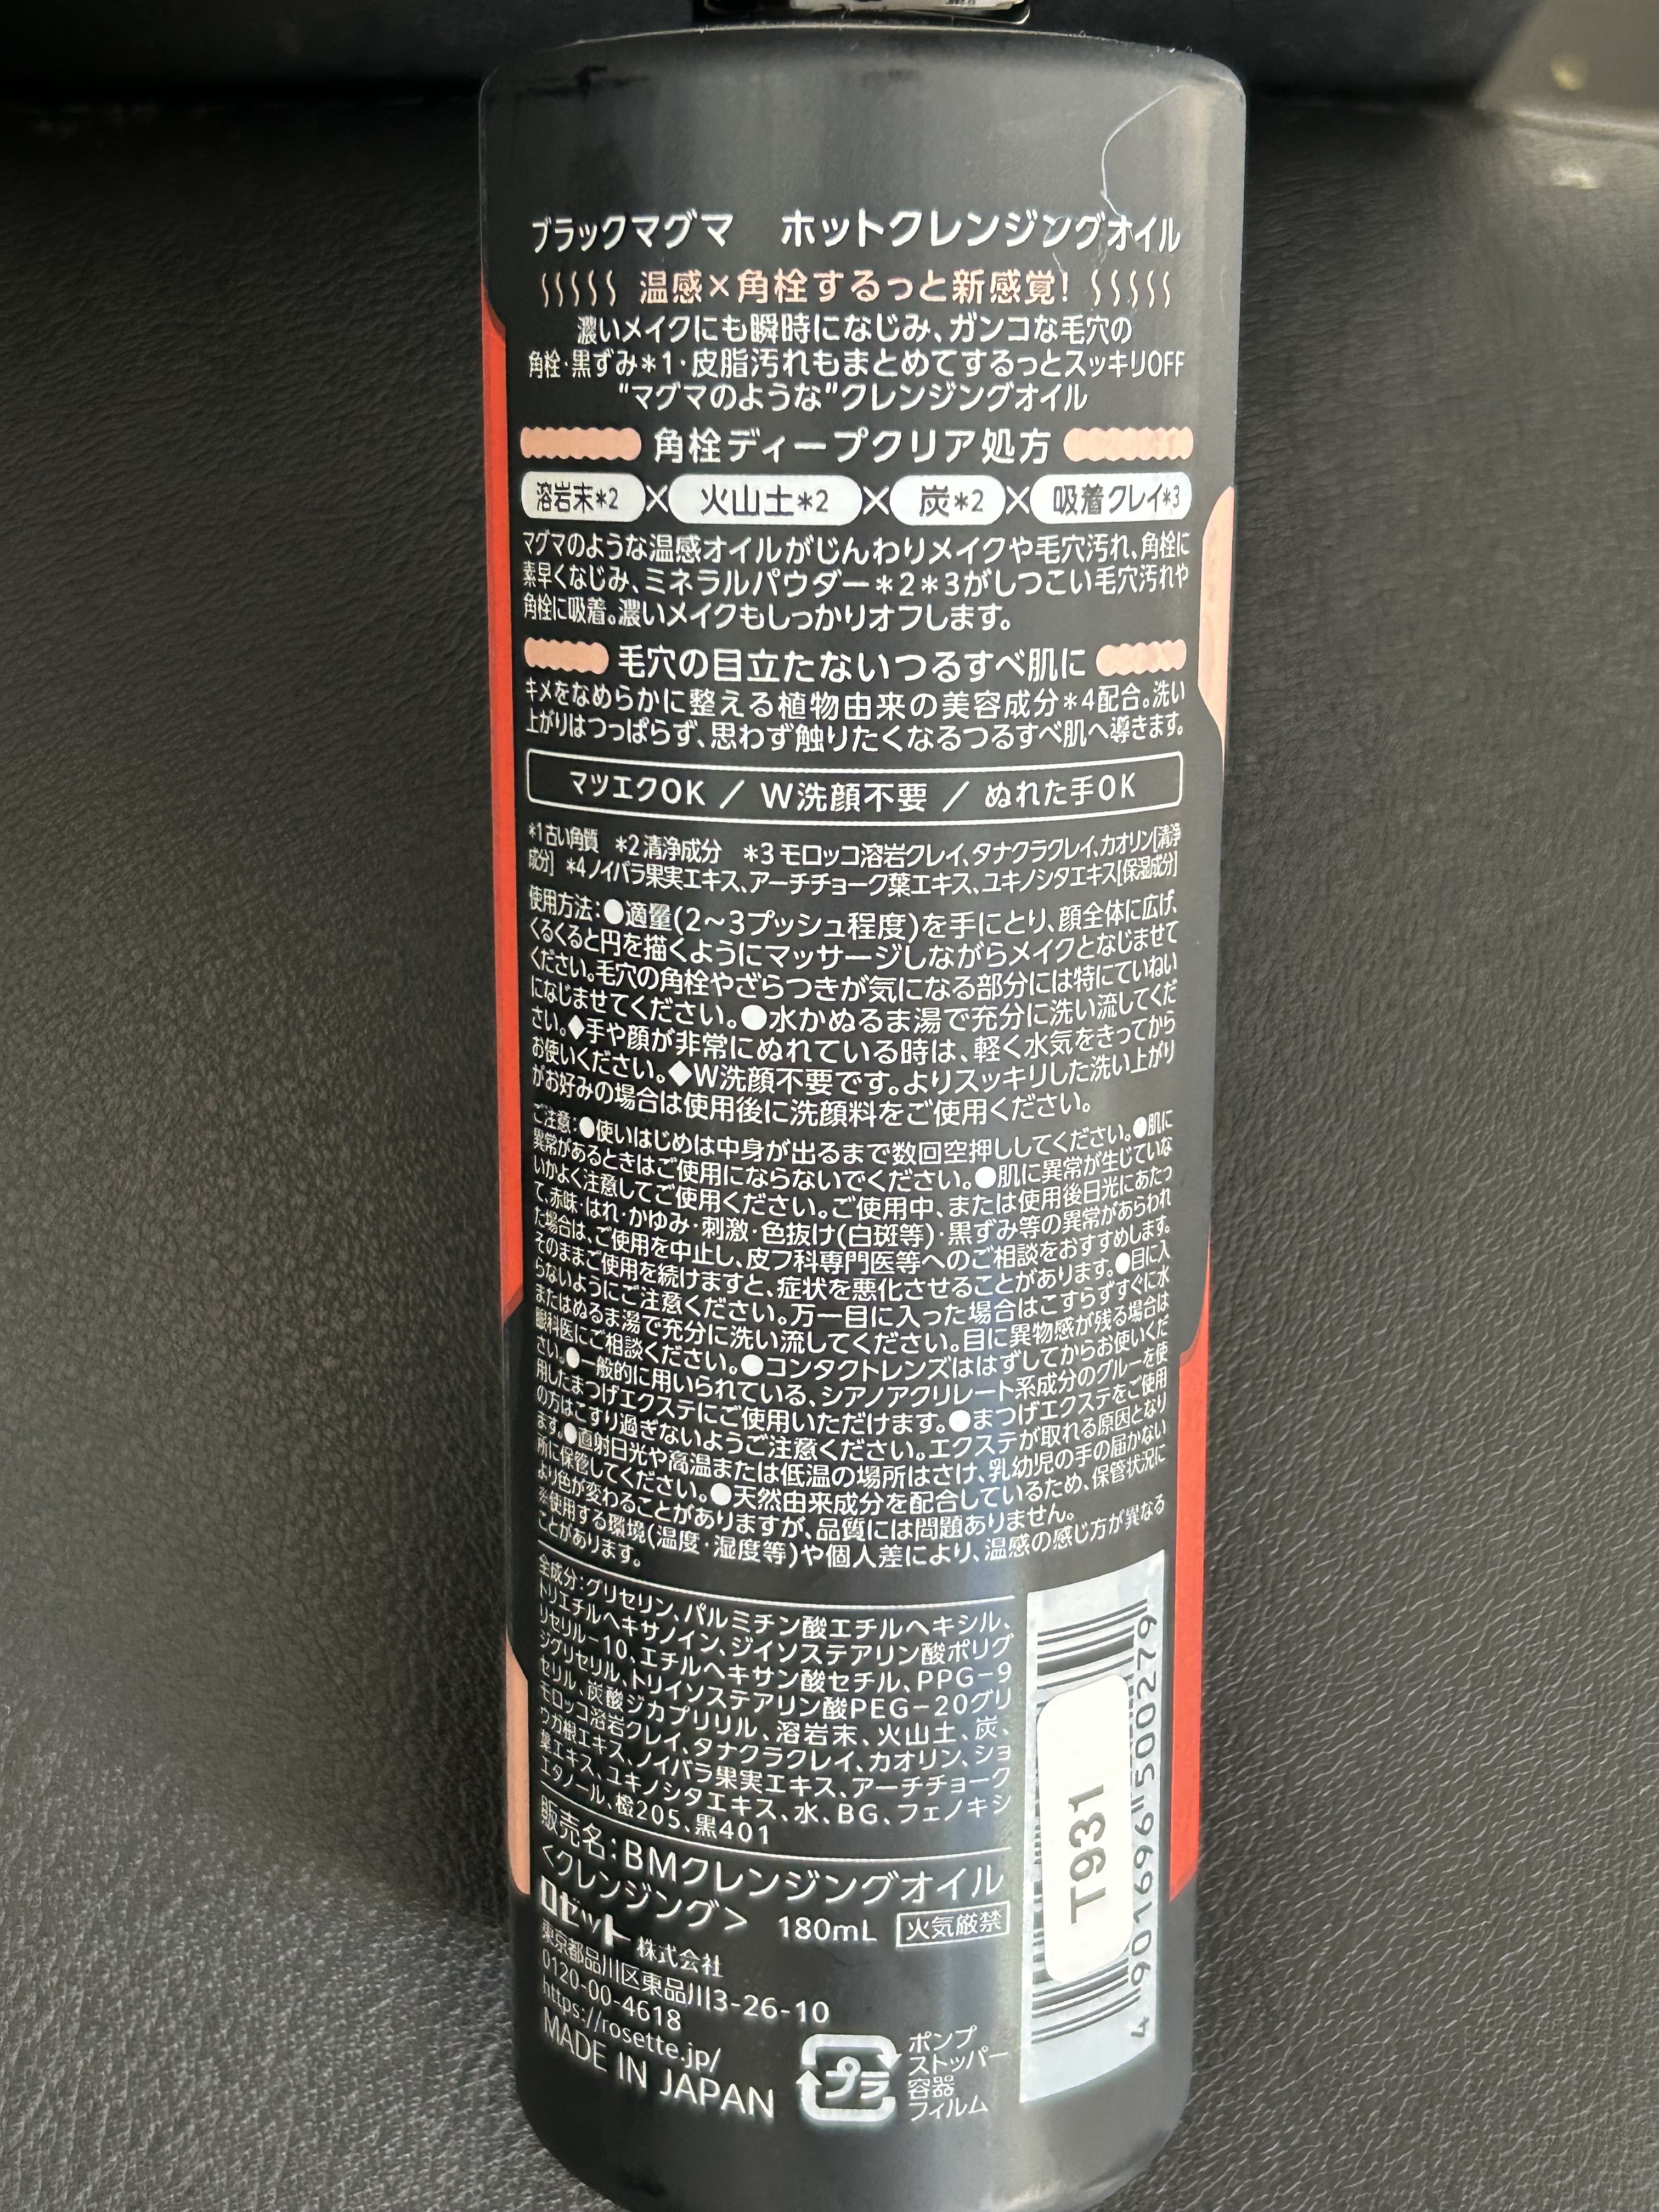 ブラックマグマ　ホットクレンジングオイル
温感×角栓するっと新感覚!
濃いメイクにも瞬時になじみ、ガンコな毛穴の
角栓・黒ずみ*1・皮脂汚れもまとめてするっとスッキリOFF
"マグマのような"クレンジングオイル
角栓ディープクリア処方
溶岩末*2×火山土*2×炭*2×吸着クレイ*3
マグマのような温感オイルがじんわりメイクや毛穴汚れ、角栓に
素早くなじみ、ミネラルパウダー*2*3がしつこい毛穴汚れや
角栓に吸着。濃いメイクもしっかりオフします。
毛穴の目立たないつるすべ肌に
キメをなめらかに整える植物由来の美容成分*4配合。洗い
上がりはつっぱらず、思わず触りたくなるつるすべ肌へ導きます。
マツエクOK ／ W洗顔不要 ／ ぬれた手OK
*1古い角質　*2清浄成分　*3モロッコ溶岩クレイ、タナクラクレイ、カオリン[清浄
成分]　*4ノイバラ果実エキス、アーチチョーク葉エキス、ユキノシタエキス[保湿成分]
使用方法：●適量(2〜3プッシュ程度)を手にとり、顔全体に広げ、
くるくると円を描くようにマッサージしながらメイクとなじませて
ください。毛穴の角栓やざらつきが気になる部分には特にていねい
になじませてください。●水かぬるま湯で充分に洗い流してくだ
さい。◆手や顔が非常にぬれている時は、軽く水気をきってから
お使いください。◆W洗顔不要です。よりスッキリした洗い上がり
がお好みの場合は使用後に洗顔料をご使用ください。
ご注意：●使いはじめは中身が出るまで数回空押ししてください。●肌に
異常があるときはご使用にならないでください。●肌に異常が生じていな
いかよく注意してご使用ください。ご使用中、または使用後日光にあたっ
て、赤味・はれ・かゆみ・刺激・色抜け(白斑等)・黒ずみ等の異常があらわれ
た場合は、ご使用を中止し、皮フ科専門医等へのご相談をおすすめします。
そのままご使用を続けますと、症状を悪化させることがあります。●目に入
らないようにご注意ください。万一目に入った場合はこすらずすぐに水
またはぬるま湯で充分に洗い流してください。目に異物感が残る場合は
眼科医にご相談ください。●コンタクトレンズははずしてからお使いくだ
さい。●一般的に用いられている、シアノアクリレート系成分のグルーを使
用したまつげエクステにご使用いただけます。●まつげエクステをご使用
の方はこすり過ぎないようご注意ください。エクステが取れる原因となり
ます。●直射日光や高温または低温の場所はさけ、乳幼児の手の届かない
所に保管してください。●天然由来成分を配合しているため、保管状況に
より色が変わることがありますが、品質には問題ありません。
※使用する環境(温度・湿度等)や個人差により、温感の感じ方が異なる
ことがあります。
全成分：グリセリン、パルミチン酸エチルヘキシル、
トリエチルヘキサノイン、ジイソステアリン酸ポリグ
リセリル-10、エチルヘキサン酸セチル、PPG-9
ジグリセリル、トリイソステアリン酸PEG-20グリ
セリル、炭酸ジカプリリル、溶岩末、火山土、炭、
モロッコ溶岩クレイ、タナクラクレイ、カオリン、ショ
ウガ根エキス、ノイバラ果実エキス、アーチチョーク
葉エキス、ユキノシタエキス、水、BG、フェノキシ
エタノール、橙205、黒401
販売名：BMクレンジングオイル
<クレンジング>　180mL　火気厳禁
ロゼット株式会社
東京都品川区東品川3-26-10
0120-00-4618
https://rosette.jp/
MADE IN JAPAN
プラ
ポンプ
ストッパー
容器
フィルム
T931
4 901696 500279